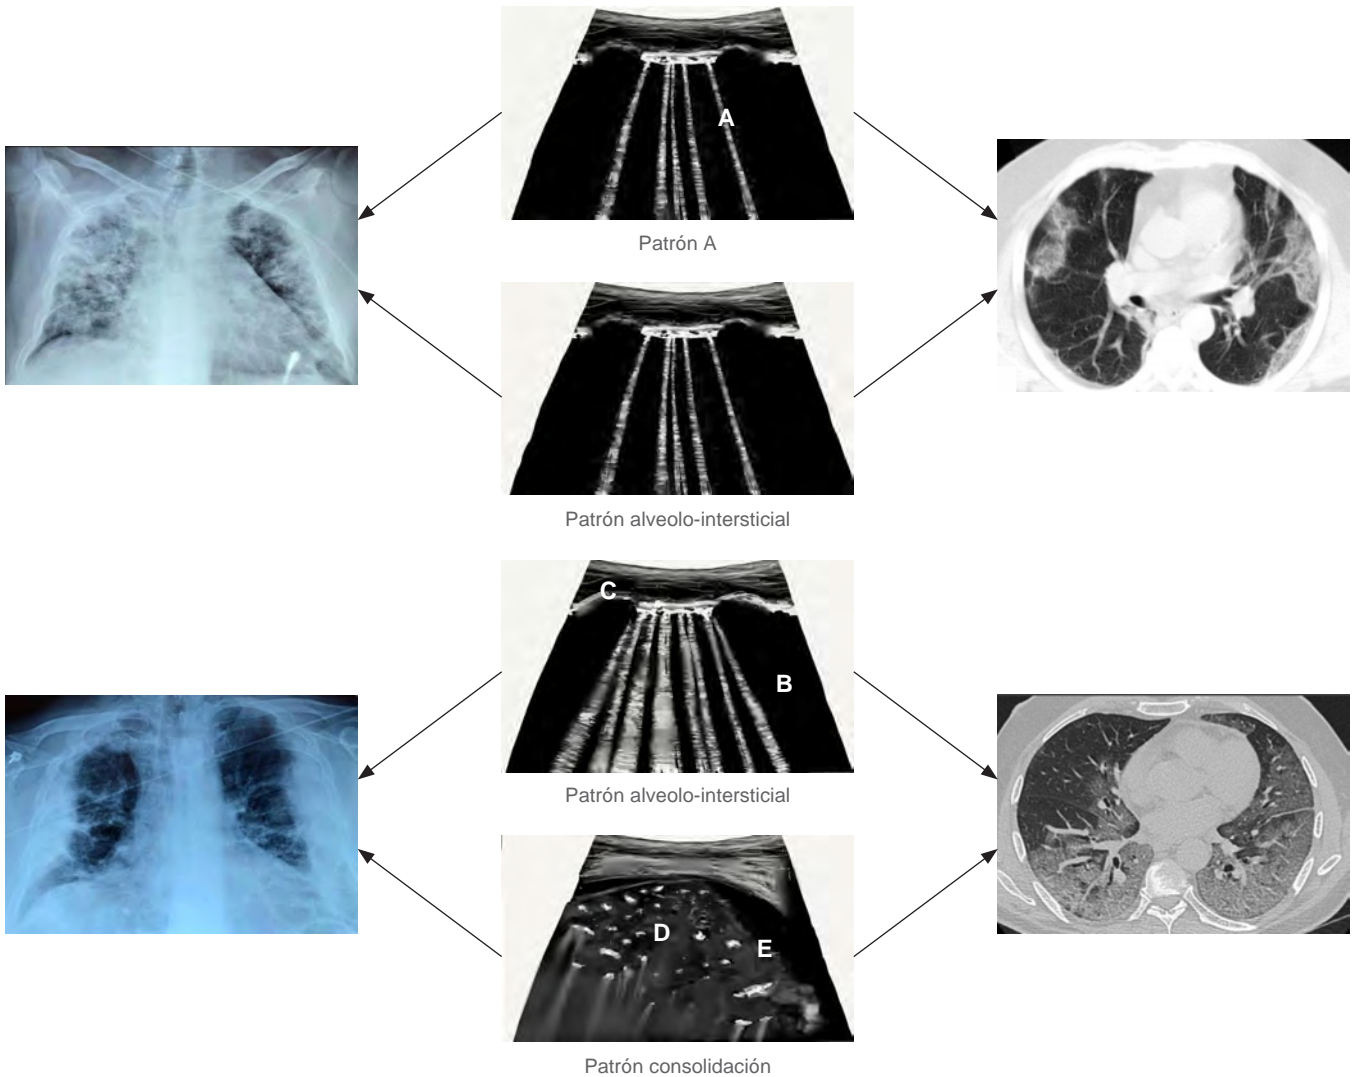 A
Patrón A
Patrón alveolo-intersticial
C
B
Patrón alveolo-intersticial
D
E
Patrón consolidación